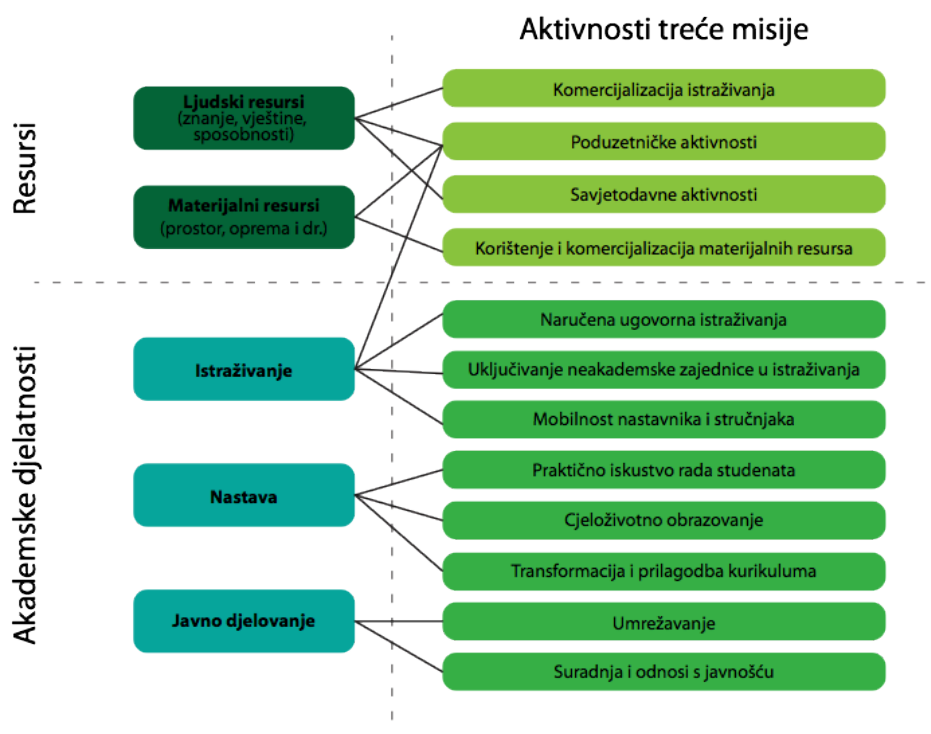 Aktivnosti treće misije
Resursi
Ljudski resursi
(znanje, vještine,
sposobnosti)
Materijalni resursi
(prostor, oprema i dr.)
Komercijalizacija istraživanja
Poduzetničke aktivnosti
Savjetodavne aktivnosti
Korištenje i komercijalizacija materijalnih resursa
Akademske djelatnosti
Istraživanje
Naručena ugovorna istraživanja
Uključivanje neakademske zajednice u istraživanja
Mobilnost nastavnika i stručnjaka
Nastava
Praktično iskustvo rada studenata
Cjeloživotno obrazovanje
Transformacija i prilagodba kurikuluma
Javno djelovanje
Umrežavanje
Suradnja i odnosi s javnošću